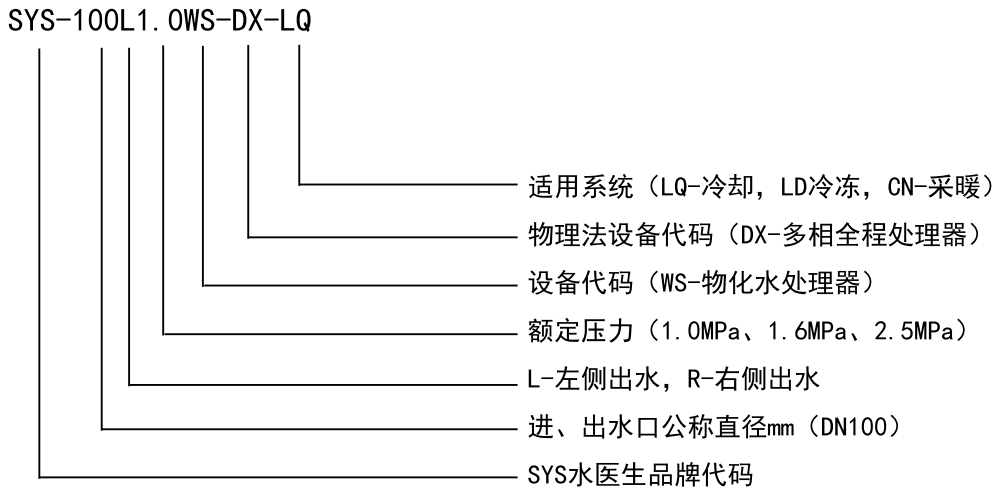 SYS-100L1.0WS-DX-LQ
适用系统（LQ-冷却，LD冷冻，CN-采暖）
物理法设备代码（DX-多相全程处理器）
设备代码（WS-物化水处理器）
额定压力（1.0MPa、1.6MPa、2.5MPa）
L-左侧出水，R-右侧出水
进、出水口公称直径mm（DN100）
SYS水医生品牌代码